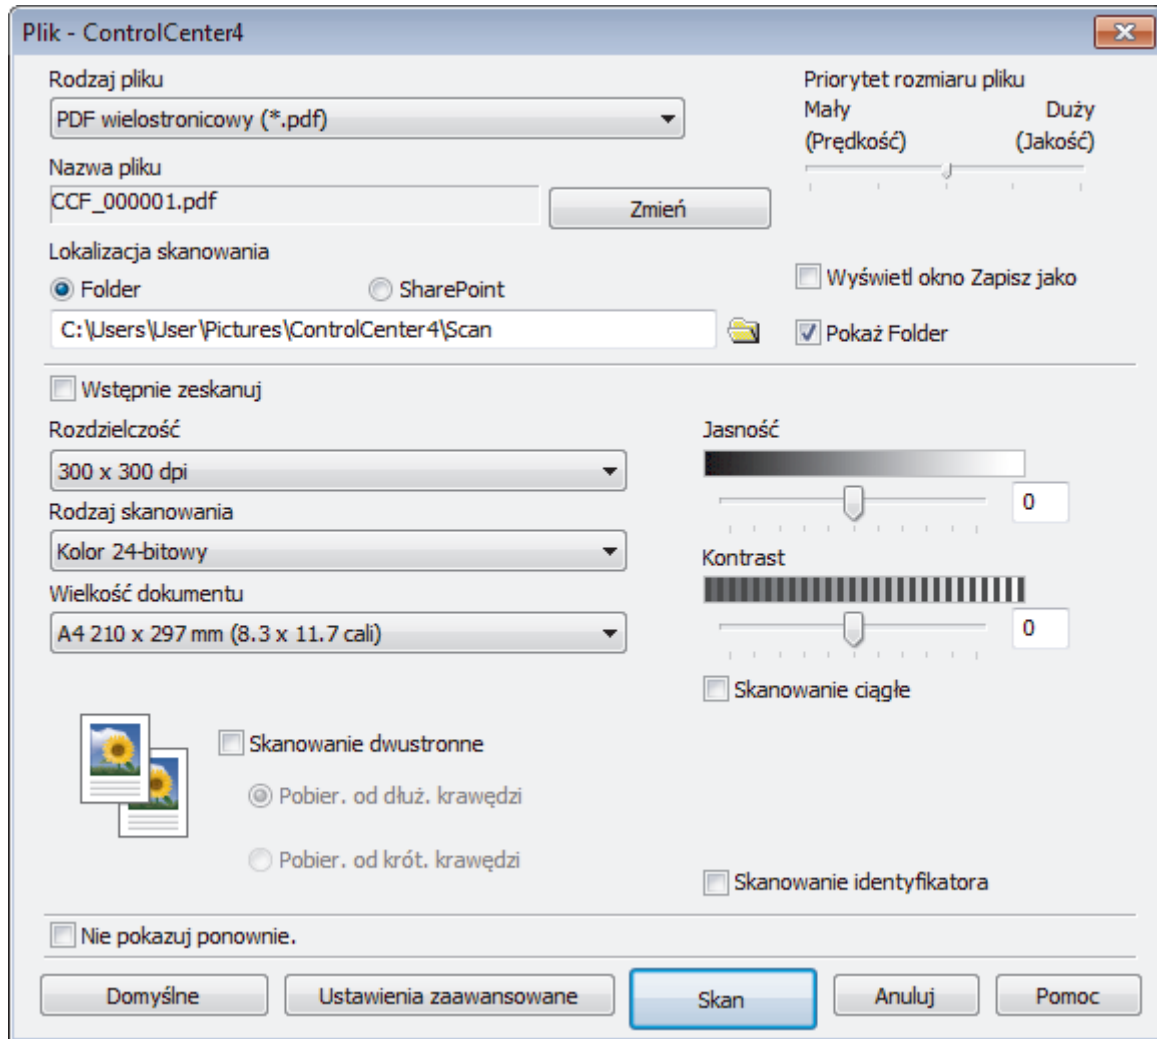 Plik - ControlCenter4
Rodzaj pliku
PDF wielostronicowy (*.pdf)
Priorytet rozmiaru pliku
Mały Duży
(Prędkość) (Jakość)
Nazwa pliku
CCF_000001.pdf
Zmień
Lokalizacja skanowania
Folder
SharePoint
C:\Users\User\Pictures\ControlCenter4\Scan
Wyświetl okno Zapisz jako
Pokaż Folder
Wstępnie zeskanuj
Rozdzielczość
300 x 300 dpi
Rodzaj skanowania
Kolor 24-bitowy
Wielkość dokumentu
A4 210 x 297 mm (8.3 x 11.7 cali)
Jasność
0
Kontrast
0
Skanowanie ciągłe
Skanowanie dwustronne
Pobier. od dłuż. krawędzi
Pobier. od krót. krawędzi
Skanowanie identyfikatora
Nie pokazuj ponownie.
Domyślne
Ustawienia zaawansowane
Skan
Anuluj
Pomoc